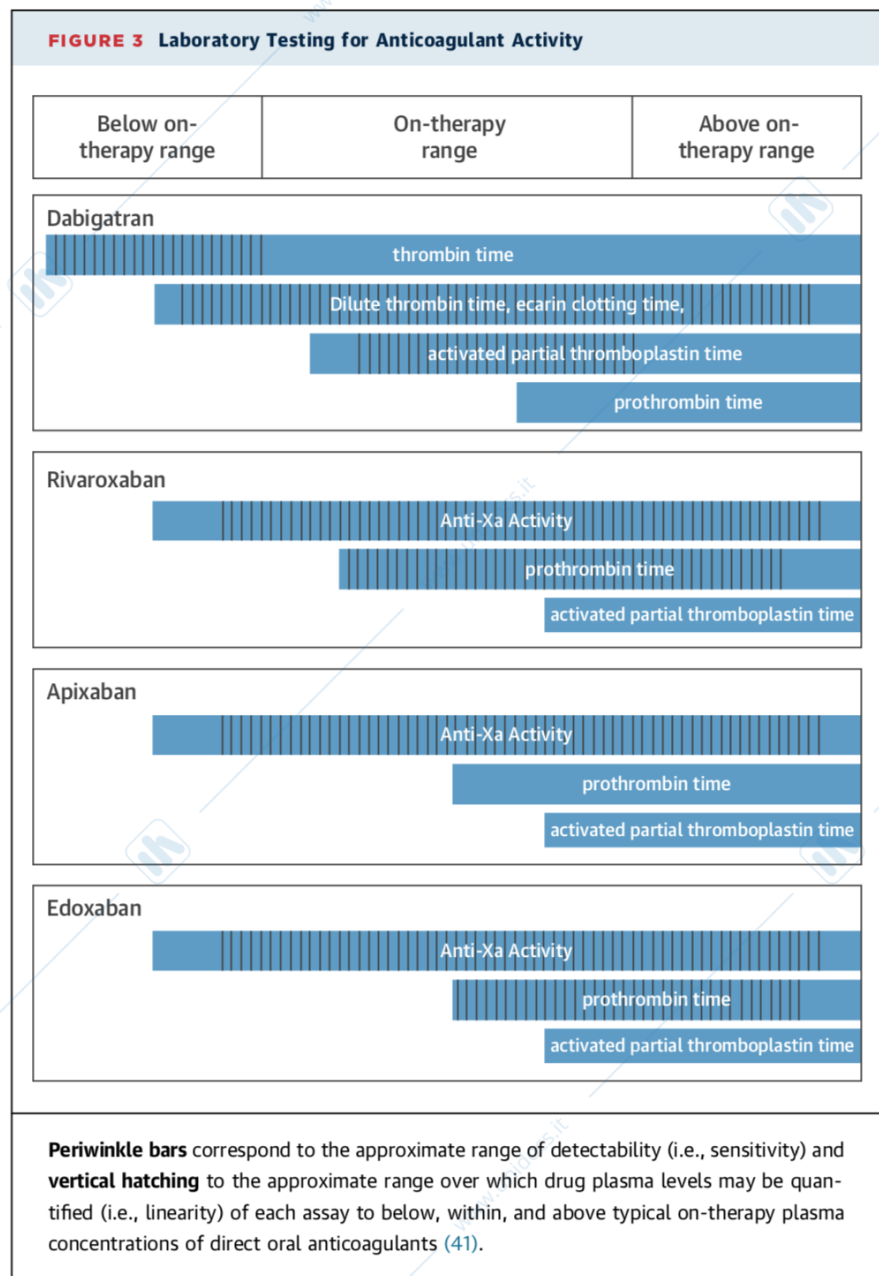 FIGURE 3 Laboratory Testing for Anticoagulant Activity
Below on-
therapy range
On-therapy
range
Above on-
therapy range
Dabigatran
thrombin time
Dilute thrombin time, ecarin clotting time,
activated partial thromboplastin time
prothrombin time
Rivaroxaban
Anti-Xa Activity
prothrombin time
activated partial thromboplastin time
Apixaban
Anti-Xa Activity
prothrombin time
activated partial thromboplastin time
Edoxaban
Anti-Xa Activity
prothrombin time
activated partial thromboplastin time
Periwinkle bars correspond to the approximate range of detectability (i.e., sensitivity) and
vertical hatching to the approximate range over which drug plasma levels may be quan-
tified (i.e., linearity) of each assay to below, within, and above typical on-therapy plasma
concentrations of direct oral anticoagulants (41).